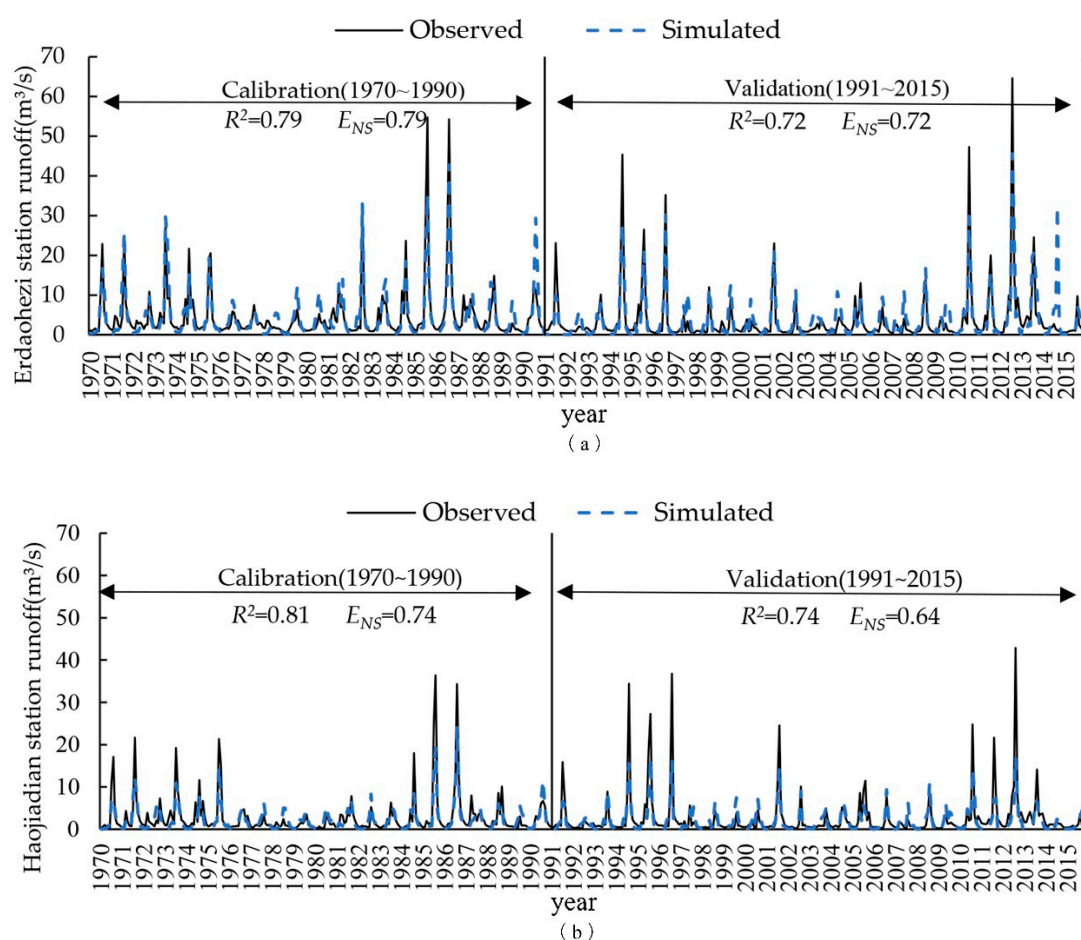 Observed Simulated
Erdaohezi station runoff(m³/s)
70
60
50
40
30
20
10
0
Calibration(1970~1990)
R²=0.79 E_NS=0.79
Validation(1991~2015)
R²=0.72 E_NS=0.72
1970 1971 1972 1973 1974 1975 1976 1977 1978 1979 1980 1981 1982 1983 1984 1985 1986 1987 1988 1989 1990 1991 1992 1993 1994 1995 1996 1997 1998 1999 2000 2001 2002 2003 2004 2005 2006 2007 2008 2009 2010 2011 2012 2013 2014 2015
year
(a)
Observed Simulated
Haojiadian station runoff(m³/s)
70
60
50
40
30
20
10
0
Calibration(1970~1990)
R²=0.81 E_NS=0.74
Validation(1991~2015)
R²=0.74 E_NS=0.64
1970 1971 1972 1973 1974 1975 1976 1977 1978 1979 1980 1981 1982 1983 1984 1985 1986 1987 1988 1989 1990 1991 1992 1993 1994 1995 1996 1997 1998 1999 2000 2001 2002 2003 2004 2005 2006 2007 2008 2009 2010 2011 2012 2013 2014 2015
year
(b)